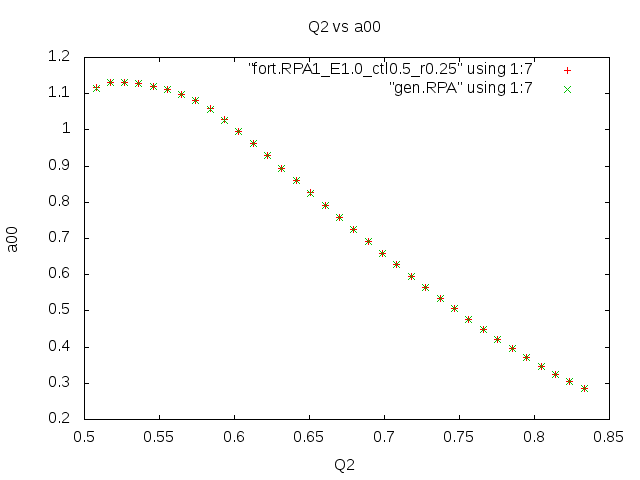 Q2 vs a00
"fort.RPA1_E1.0_ctl0.5_r0.25" using 1:7
"gen.RPA" using 1:7
1.2
1.1
1
0.9
0.8
0.7
0.6
0.5
0.4
0.3
0.2
a00
0.5 0.55 0.6 0.65 0.7 0.75 0.8 0.85
Q2